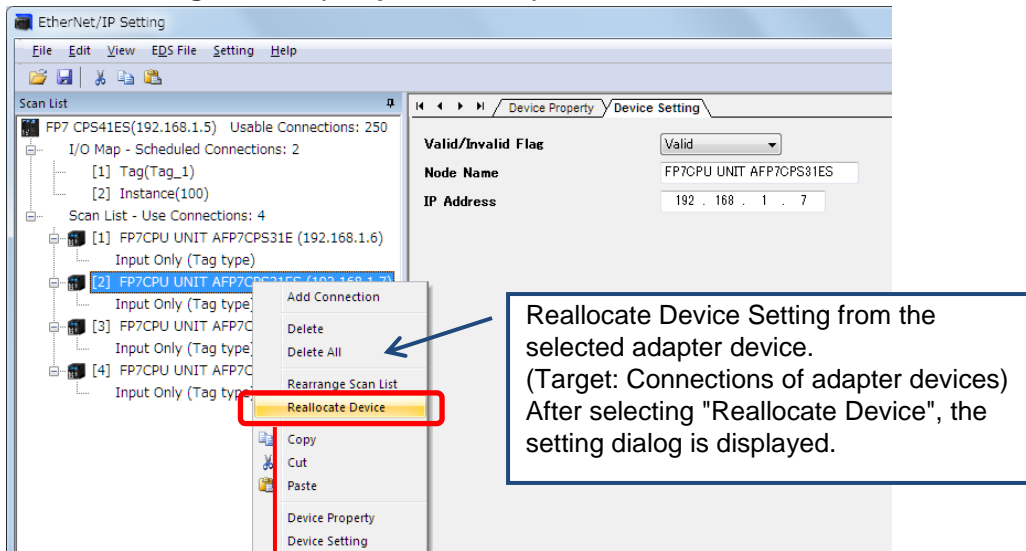 EtherNet/IP Setting
File Edit View EDS File Setting Help
Scan List
Device Property Device Setting
FP7 CPS41ES(192.168.1.5) Usable Connections: 250
I/O Map - Scheduled Connections: 2
[1] Tag(Tag_1)
[2] Instance(100)
Scan List - Use Connections: 4
[1] FP7CPU UNIT AFP7CPS31E (192.168.1.6)
Input Only (Tag type)
[2] FP7CPU UNIT AFP7CPS31ES (192.168.1.7)
Input Only (Tag type)
[3] FP7CPU UNIT AFP7C
Input Only (Tag type)
[4] FP7CPU UNIT AFP7C
Input Only (Tag type
Valid/Invalid Flag Valid
Node Name FP7CPU UNIT AFP7CPS31ES
IP Address 192 . 168 . 1 . 7
Add Connection
Delete
Delete All
Rearrange Scan List
Reallocate Device
Copy
Cut
Paste
Device Property
Device Setting
Reallocate Device Setting from the
selected adapter device.
(Target: Connections of adapter devices)
After selecting "Reallocate Device", the
setting dialog is displayed.